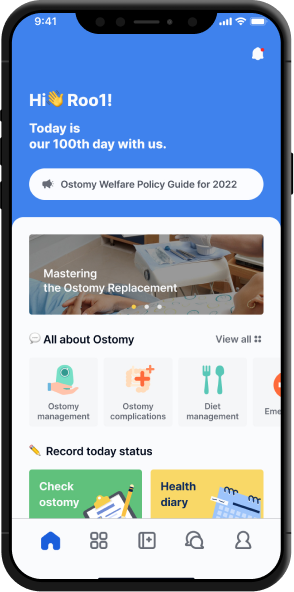 9:41
Hi👋Roo1!
Today is
our 100th day with us.
Ostomy Welfare Policy Guide for 2022
Mastering
the Ostomy Replacement
All about Ostomy
View all
Ostomy
management
Ostomy
complications
Diet
management
Eme
Record today status
Check
ostomy
Health
diary